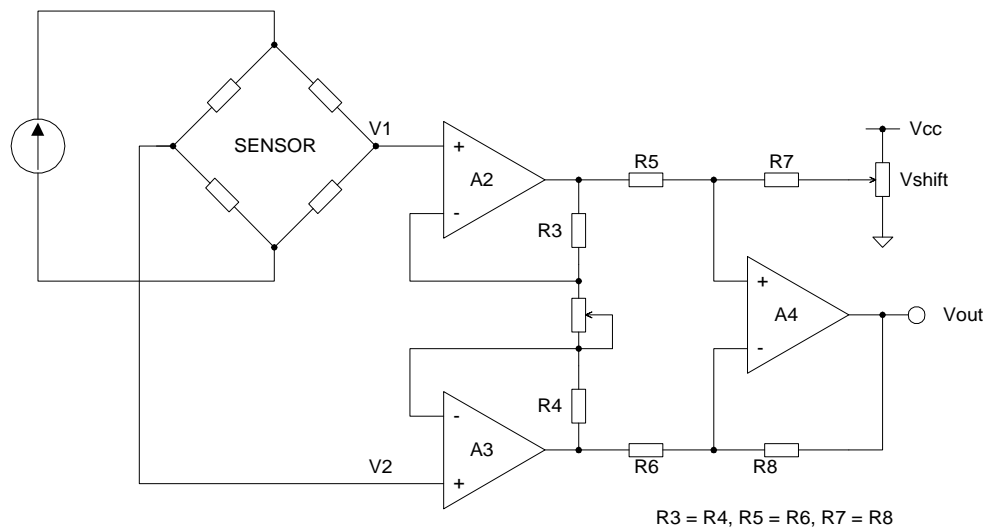 Vcc
V1
SENSOR
+
A2
-
R5
R7
Vshift
R3
+
A4
-
Vout
-
R4
A3
+
V2
R6
R8
R3 = R4, R5 = R6, R7 = R8